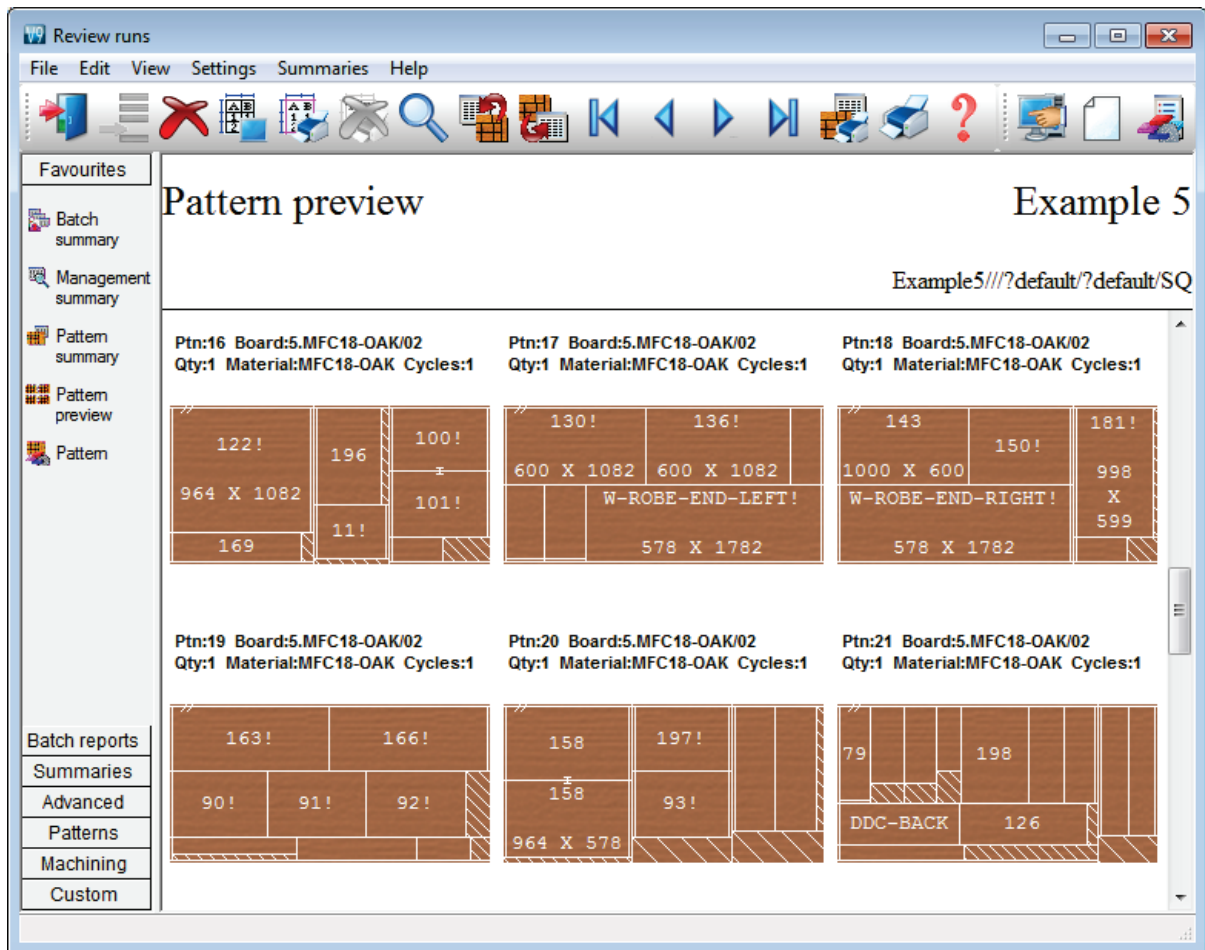 V9 Review runs
File Edit View Settings Summaries Help
Favourites
Batch summary
Management summary
Pattern summary
Pattern preview
Pattern
Batch reports
Summaries
Advanced
Patterns
Machining
Custom
Pattern preview Example 5
Example5///?default/?default/SQ
Ptn:16 Board:5.MFC18-OAK/02
Qty:1 Material:MFC18-OAK Cycles:1
122!
964 X 1082
169
196
11!
100!
101!
Ptn:17 Board:5.MFC18-OAK/02
Qty:1 Material:MFC18-OAK Cycles:1
130! 136!
600 X 1082 600 X 1082
W-ROBE-END-LEFT!
578 X 1782
Ptn:18 Board:5.MFC18-OAK/02
Qty:1 Material:MFC18-OAK Cycles:1
143
1000 X 600
150!
W-ROBE-END-RIGHT!
578 X 1782
181!
998
X
599
Ptn:19 Board:5.MFC18-OAK/02
Qty:1 Material:MFC18-OAK Cycles:1
163! 166!
90! 91! 92!
Ptn:20 Board:5.MFC18-OAK/02
Qty:1 Material:MFC18-OAK Cycles:1
158
158
964 X 578
197!
93!
Ptn:21 Board:5.MFC18-OAK/02
Qty:1 Material:MFC18-OAK Cycles:1
79 198
DDC-BACK 126